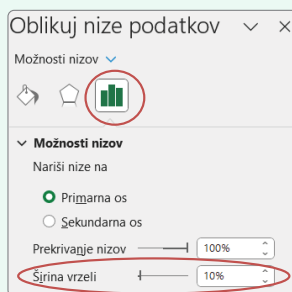 Oblikuj nize podatkov
Možnosti nizov
Možnosti nizov
Nariši nize na
Primarna os
Sekundarna os
Prekrivanje nizov 100%
Širina vrzeli 10%